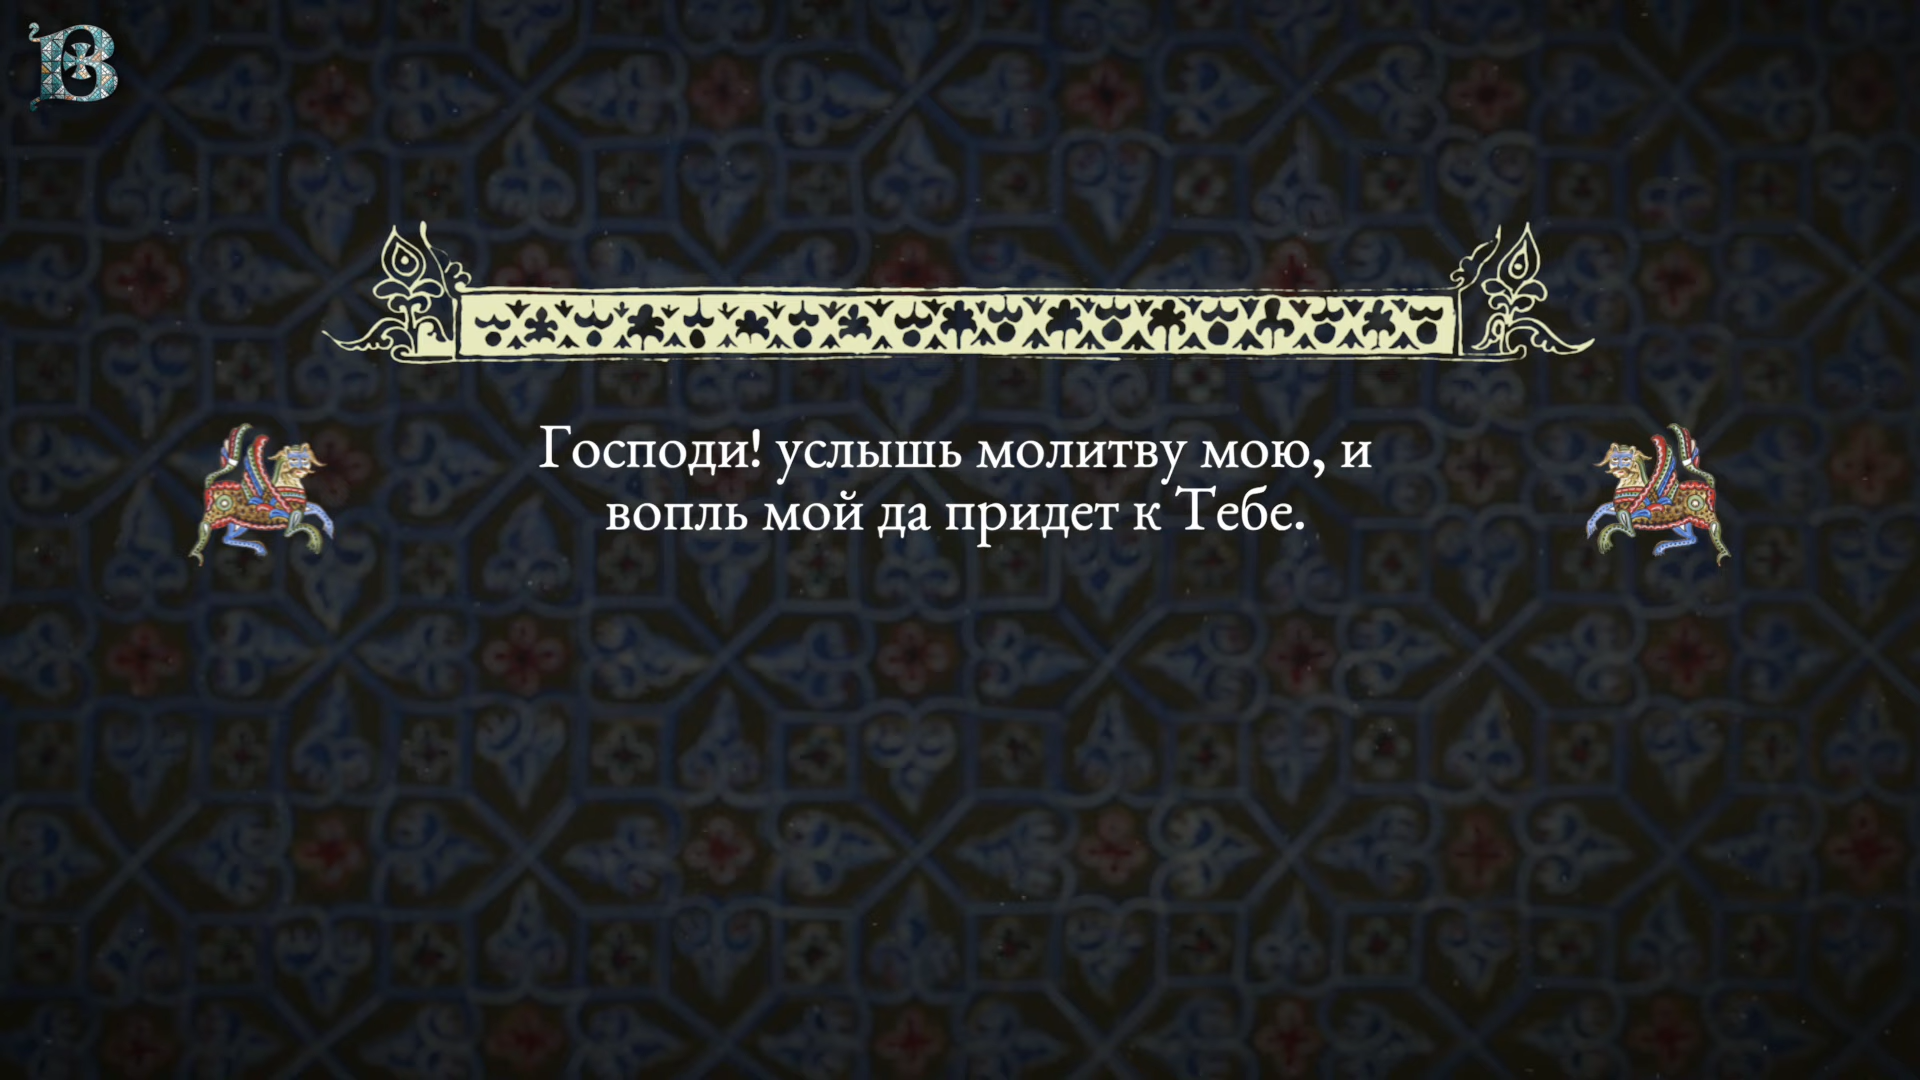 В
Господи! услышь молитву мою, и
вопль мой да придет к Тебе.